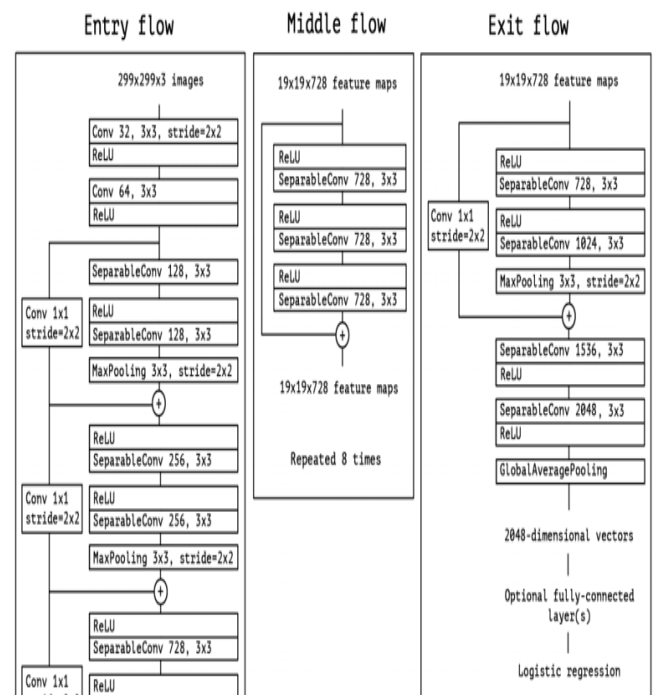 Entry flow
299x299x3 images
Conv 32, 3x3, stride=2x2
ReLU
Conv 64, 3x3
ReLU
SeparableConv 128, 3x3
Conv 1x1
stride=2x2
ReLU
SeparableConv 128, 3x3
MaxPooling 3x3, stride=2x2
+
ReLU
SeparableConv 256, 3x3
Conv 1x1
stride=2x2
ReLU
SeparableConv 256, 3x3
MaxPooling 3x3, stride=2x2
+
ReLU
SeparableConv 728, 3x3
Conv 1x1
ReLU
Middle flow
19x19x728 feature maps
ReLU
SeparableConv 728, 3x3
ReLU
SeparableConv 728, 3x3
ReLU
SeparableConv 728, 3x3
+
19x19x728 feature maps
Repeated 8 times
Exit flow
19x19x728 feature maps
ReLU
SeparableConv 728, 3x3
Conv 1x1
stride=2x2
ReLU
SeparableConv 1024, 3x3
MaxPooling 3x3, stride=2x2
+
SeparableConv 1536, 3x3
ReLU
SeparableConv 2048, 3x3
ReLU
GlobalAveragePooling
2048-dimensional vectors
Optional fully-connected
layer(s)
Logistic regression